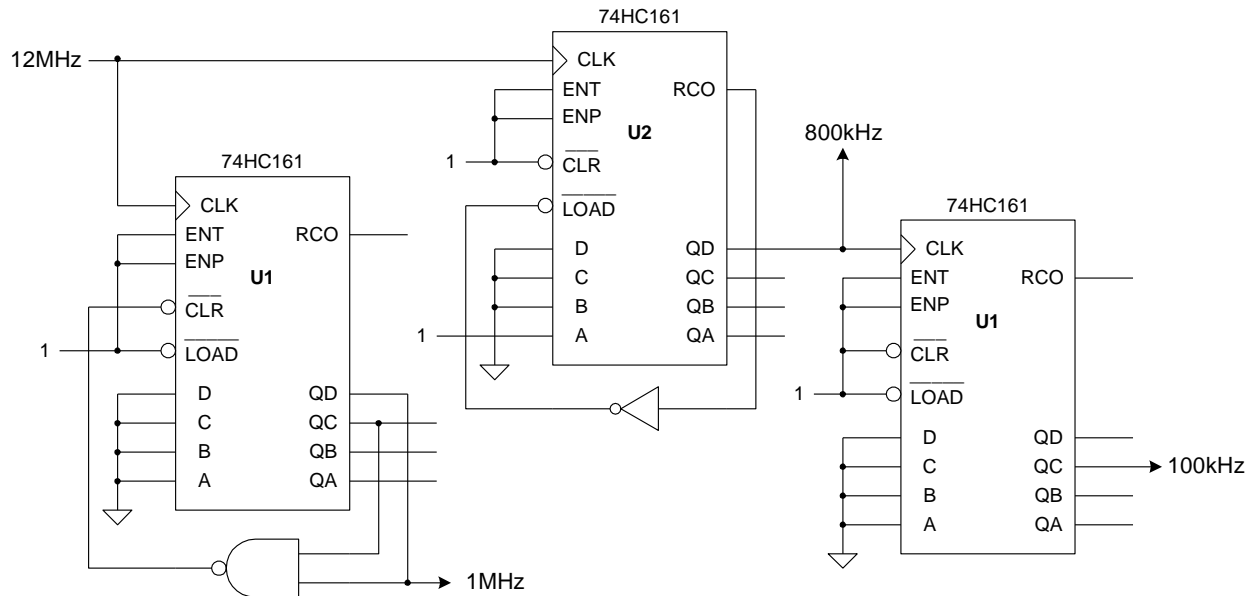 74HC161
12MHz
CLK
ENT
RCO
ENP
U2
CLR
1
LOAD
D
QD
C
QC
B
QB
A
QA
1
800kHz
74HC161
CLK
ENT
RCO
ENP
U1
CLR
LOAD
1
D
QD
C
QC
B
QB
A
QA
1MHz
74HC161
CLK
ENT
RCO
ENP
U1
CLR
LOAD
1
D
QD
C
QC
B
QB
A
QA
100kHz